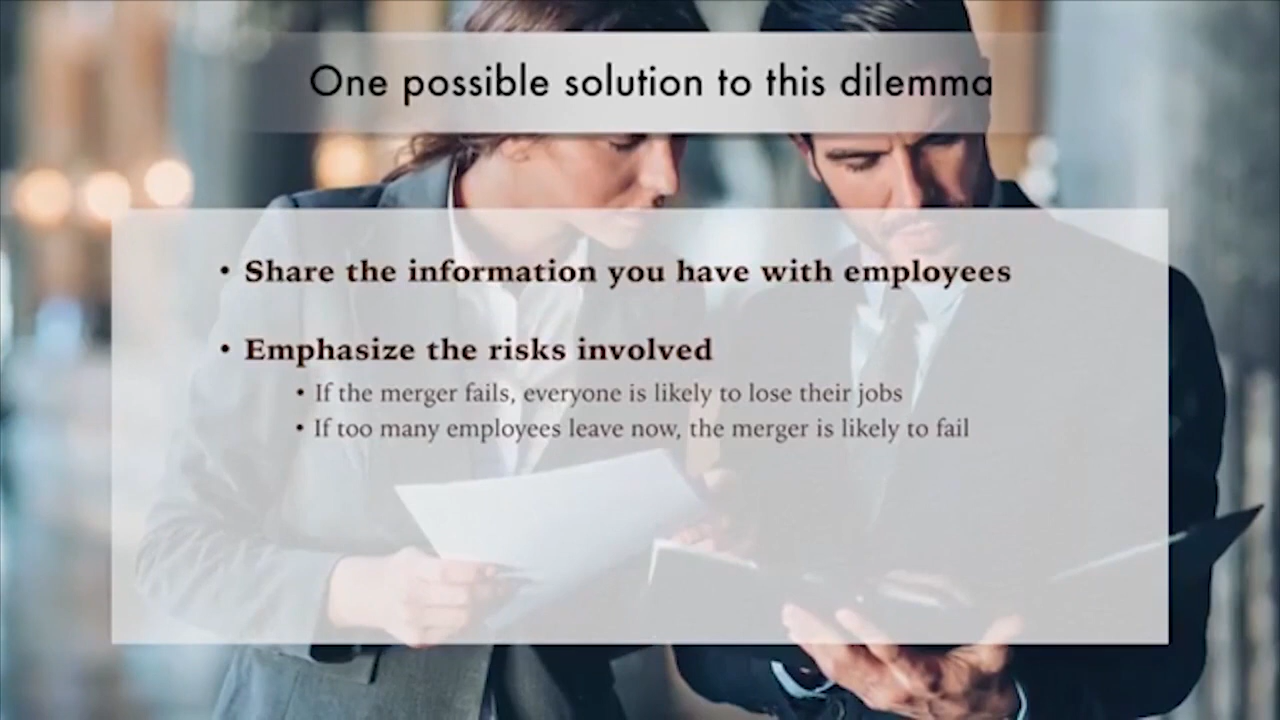 One possible solution to this dilemma
• Share the information you have with employees
• Emphasize the risks involved
• If the merger fails, everyone is likely to lose their jobs
• If too many employees leave now, the merger is likely to fail